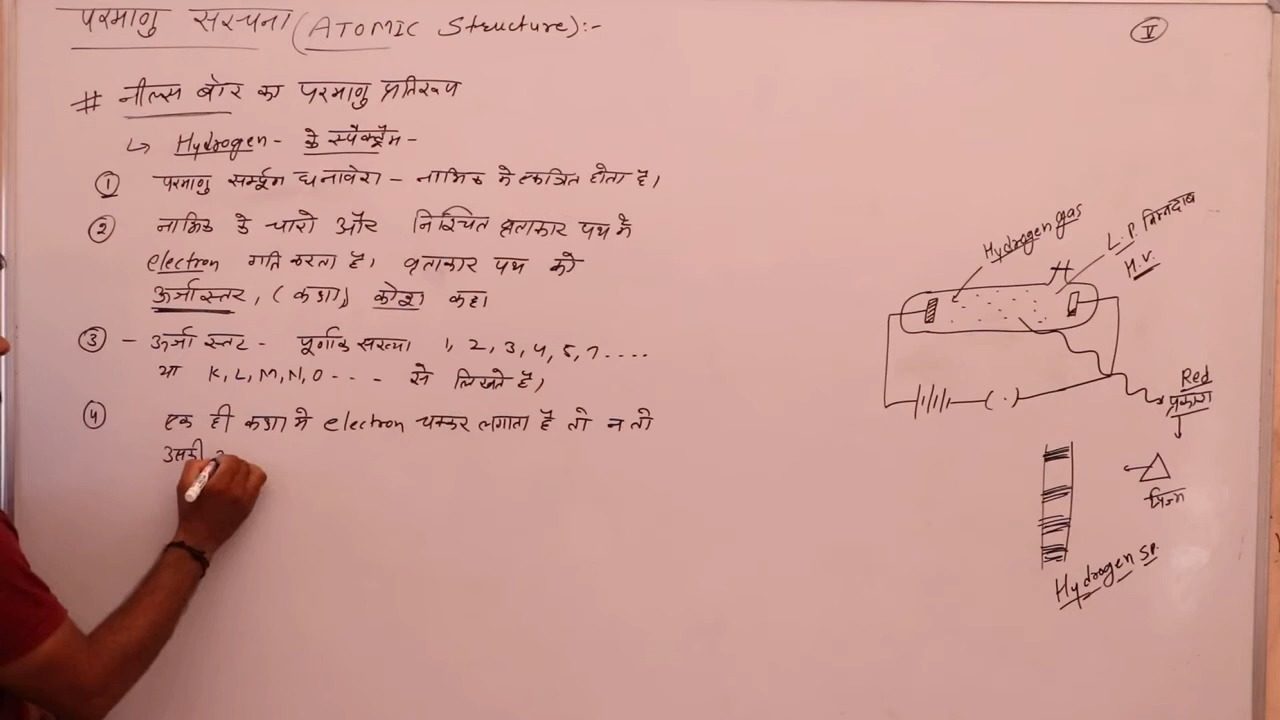 परमाणु संरचना (ATOMIC Structure):-
V
# नील्स बोर का परमाणु प्रतिरूप
↳ Hydrogen - के स्पैक्ट्रम -
① परमाणु सम्पूर्ण धनावेश - नाभिक मे एकत्रित होता है।
② नाभिक के चारो और निश्चित वृताकार पथ मे
electron गति करता है। वृताकार पथ को
ऊर्जा स्तर, (कक्षा) कोश कहा
③ - ऊर्जा स्तर - पूर्णांक संख्या 1, 2, 3, 4, 5, 7 ....
या K, L, M, N, O - - - से लिखते है।
④ एक ही कक्षा मे electron चक्कर लगाता है तो न तो
उसकी
Hydrogen gas
L.P. निम्नदाब
H.V.
Red
प्रकाश
प्रिज्म
Hydrogen SP.